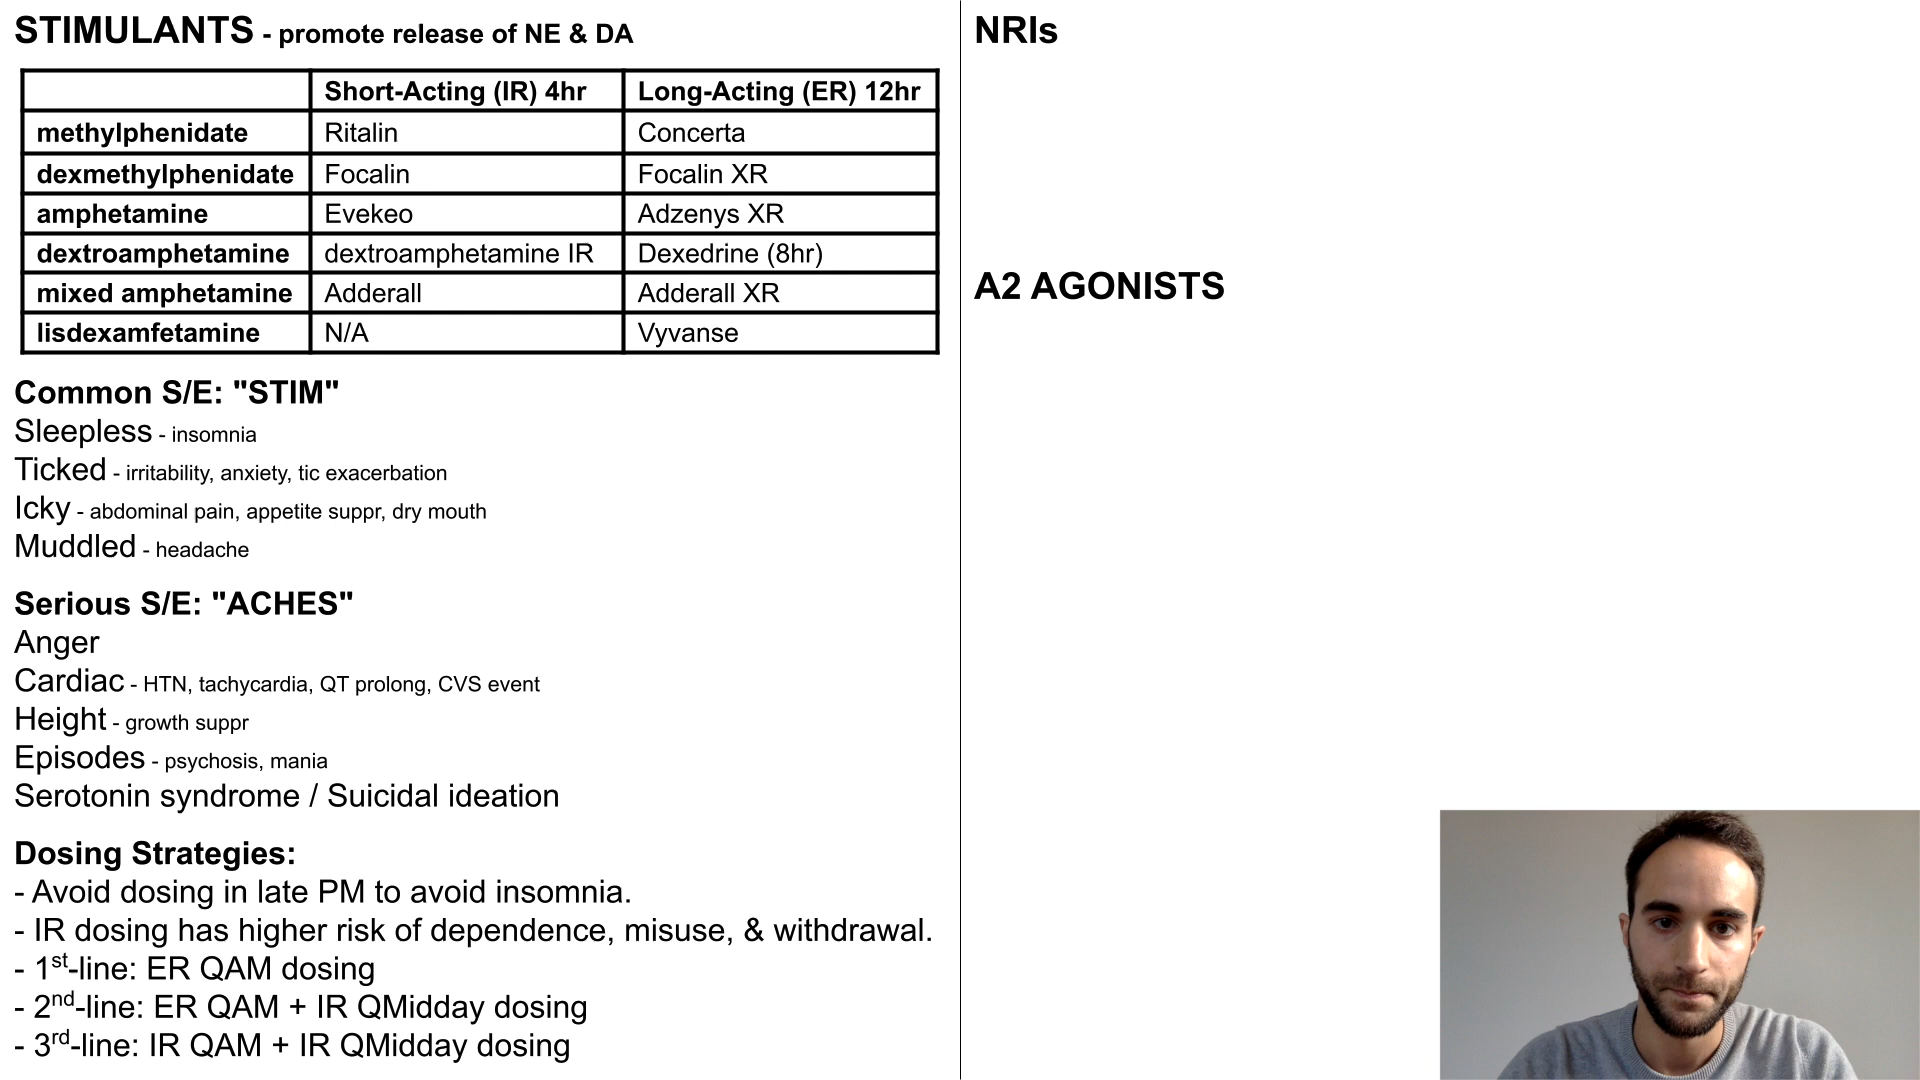 STIMULANTS - promote release of NE & DA
Short-Acting (IR) 4hr Long-Acting (ER) 12hr
methylphenidate Ritalin Concerta
dexmethylphenidate Focalin Focalin XR
amphetamine Evekeo Adzenys XR
dextroamphetamine dextroamphetamine IR Dexedrine (8hr)
mixed amphetamine Adderall Adderall XR
lisdexamfetamine N/A Vyvanse
Common S/E: "STIM"
Sleepless - insomnia
Ticked - irritability, anxiety, tic exacerbation
Icky - abdominal pain, appetite suppr, dry mouth
Muddled - headache
Serious S/E: "ACHES"
Anger
Cardiac - HTN, tachycardia, QT prolong, CVS event
Height - growth suppr
Episodes - psychosis, mania
Serotonin syndrome / Suicidal ideation
Dosing Strategies:
- Avoid dosing in late PM to avoid insomnia.
- IR dosing has higher risk of dependence, misuse, & withdrawal.
- 1st-line: ER QAM dosing
- 2nd-line: ER QAM + IR QMidday dosing
- 3rd-line: IR QAM + IR QMidday dosing
NRIs
A2 AGONISTS